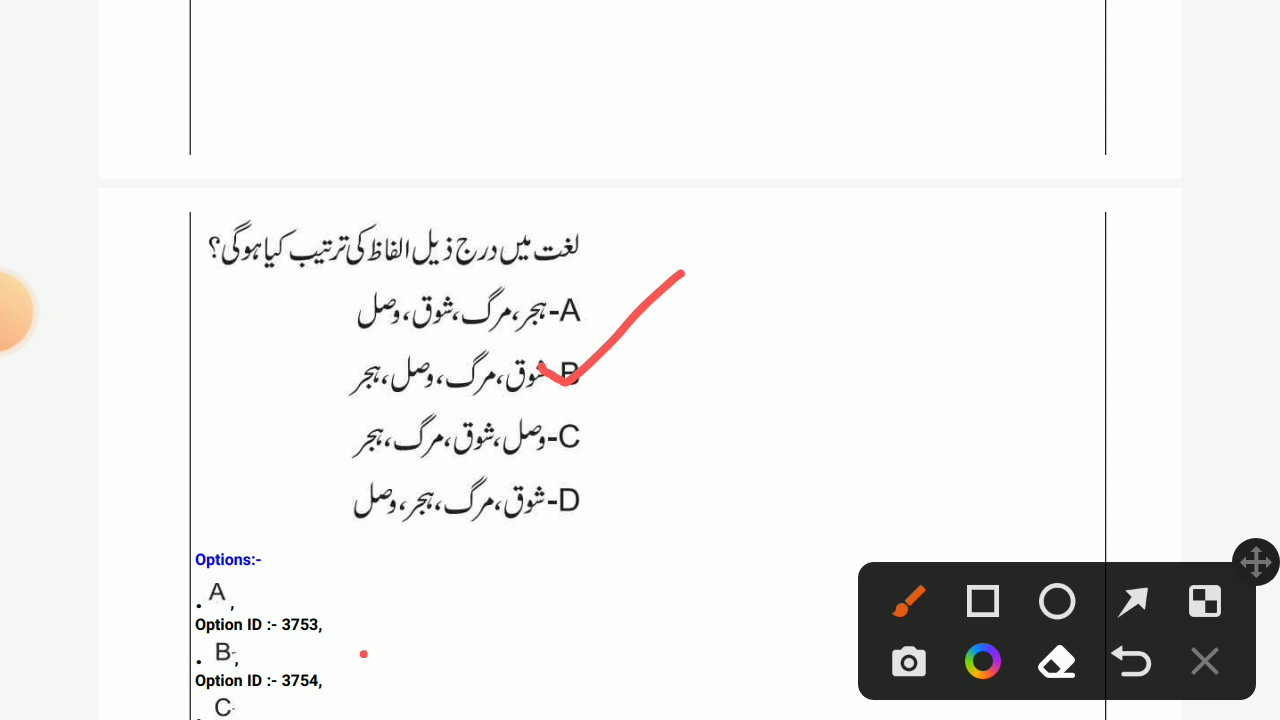 لغت میں درج ذیل الفاظ کی ترتیب کیا ہوگی؟
A-ہجر، مرگ، شوق، وصل
B-شوق، مرگ، وصل، ہجر
C-وصل، شوق، مرگ، ہجر
D-شوق، مرگ، ہجر، وصل
Options:-
. A ,
Option ID :- 3753,
. B- ,
Option ID :- 3754,
. C-